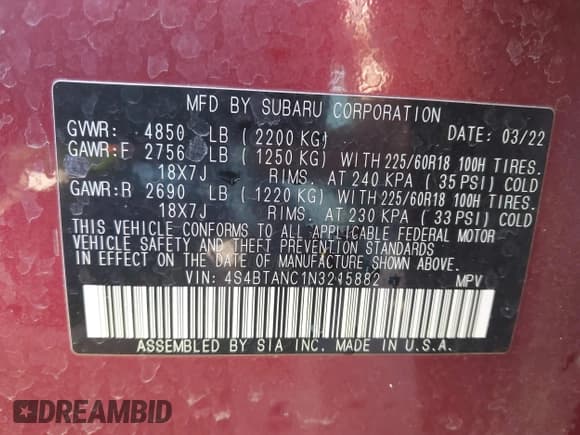 MFD BY SUBARU CORPORATION
GVWR: 4850 LB ( 2200 KG) DATE: 03/22
GAWR:F 2756 LB ( 1250 KG) WITH 225/60R18 100H TIRES.
18X7J RIMS. AT 240 KPA ( 35 PSI) COLD
GAWR:R 2690 LB ( 1220 KG) WITH 225/60R18 100H TIRES.
18X7J RIMS. AT 230 KPA ( 33 PSI) COLD
THIS VEHICLE CONFORMS TO ALL APPLICABLE FEDERAL MOTOR
VEHICLE SAFETY AND THEFT PREVENTION STANDARDS
IN EFFECT ON THE DATE OF MANUFACTURE SHOWN ABOVE.
VIN: 4S4BTANC1N3215882 MPV
ASSEMBLED BY SIA INC. MADE IN U.S.A.
DREAMBID